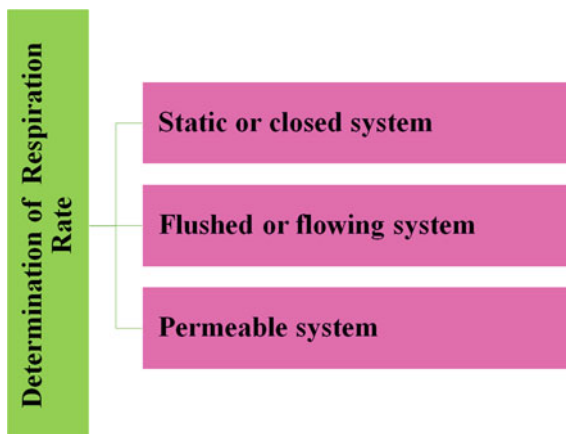 Determination of Respiration
Rate
Static or closed system
Flushed or flowing system
Permeable system